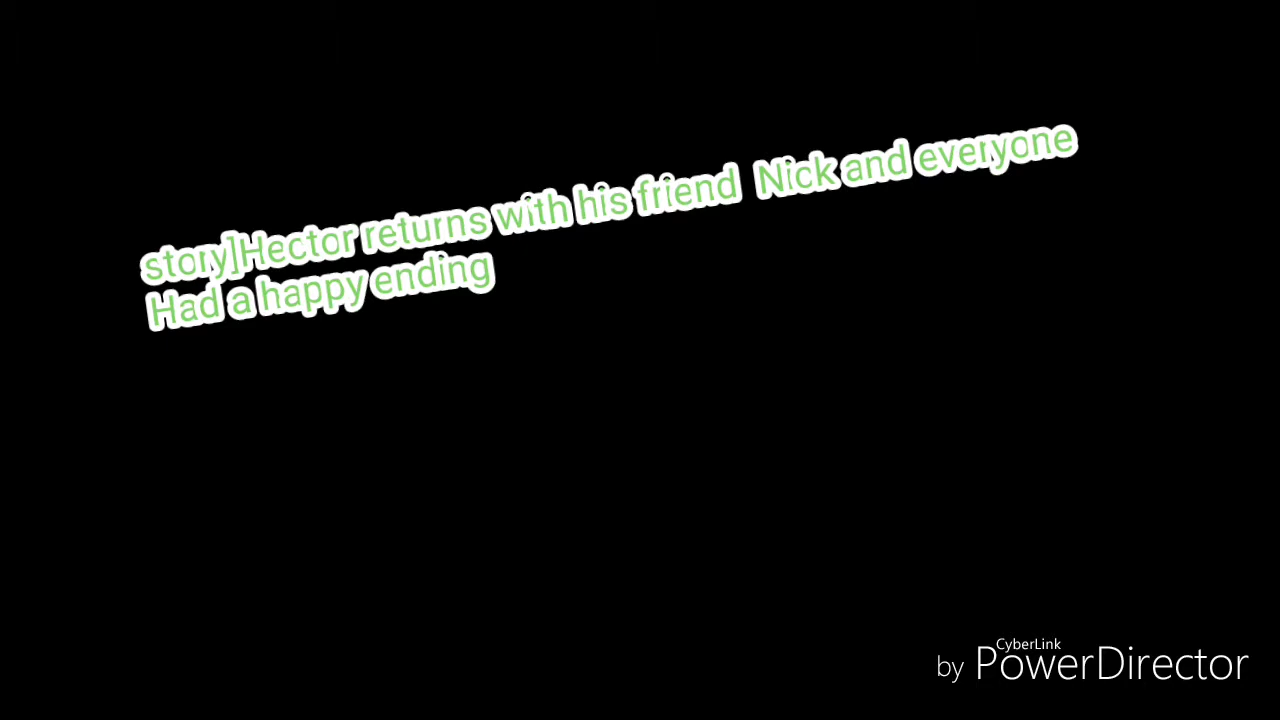 story]Hector returns with his friend  Nick and everyone
Had a happy ending
CyberLink
by PowerDirector